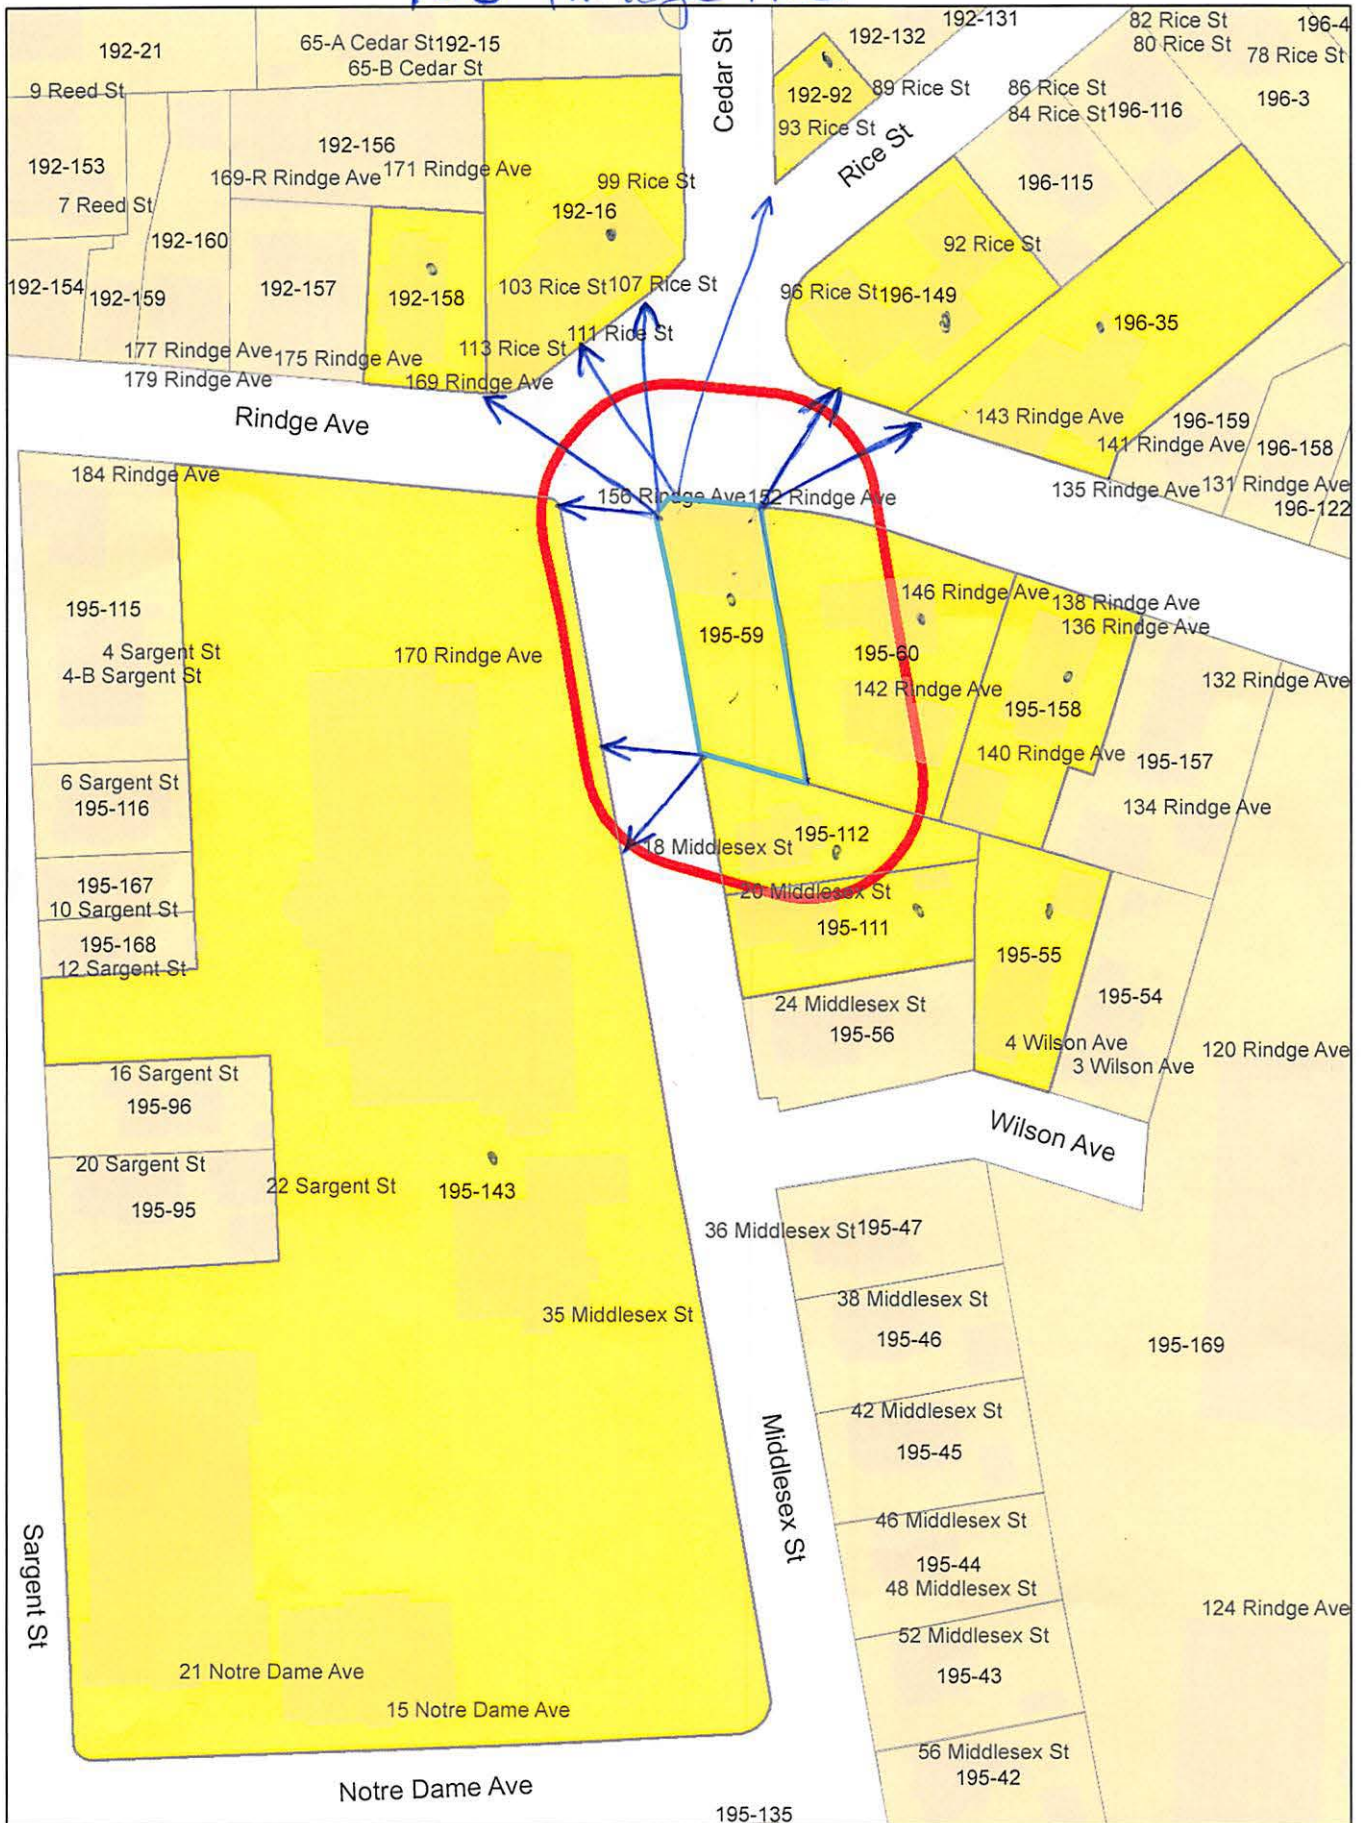 192-131
82 Rice St
196-4
192-21
65-A Cedar St 192-15
192-132
80 Rice St
78 Rice St
65-B Cedar St
Cedar St
9 Reed St
192-92
89 Rice St
86 Rice St
196-3
84 Rice St 196-116
93 Rice St
192-156
Rice St
192-153
169-R Rindge Ave
171 Rindge Ave
99 Rice St
196-115
7 Reed St
192-16
192-160
92 Rice St
192-154
192-159
192-157
192-158
103 Rice St
107 Rice St
96 Rice St
196-149
196-35
177 Rindge Ave
175 Rindge Ave
113 Rice St
111 Rice St
179 Rindge Ave
169 Rindge Ave
Rindge Ave
143 Rindge Ave
196-159
141 Rindge Ave
196-158
184 Rindge Ave
156 Rindge Ave
152 Rindge Ave
135 Rindge Ave
131 Rindge Ave
196-122
195-115
146 Rindge Ave
138 Rindge Ave
195-59
136 Rindge Ave
4 Sargent St
170 Rindge Ave
195-60
4-B Sargent St
142 Rindge Ave
132 Rindge Ave
195-158
140 Rindge Ave
195-157
6 Sargent St
195-116
134 Rindge Ave
18 Middlesex St
195-112
195-167
20 Middlesex St
10 Sargent St
195-111
195-168
195-55
12 Sargent St
195-54
24 Middlesex St
195-56
4 Wilson Ave
120 Rindge Ave
3 Wilson Ave
16 Sargent St
195-96
Wilson Ave
20 Sargent St
22 Sargent St
195-143
195-95
36 Middlesex St
195-47
38 Middlesex St
35 Middlesex St
195-46
195-169
42 Middlesex St
195-45
Middlesex St
46 Middlesex St
195-44
48 Middlesex St
Sargent St
124 Rindge Ave
52 Middlesex St
21 Notre Dame Ave
195-43
15 Notre Dame Ave
56 Middlesex St
195-42
Notre Dame Ave
195-135